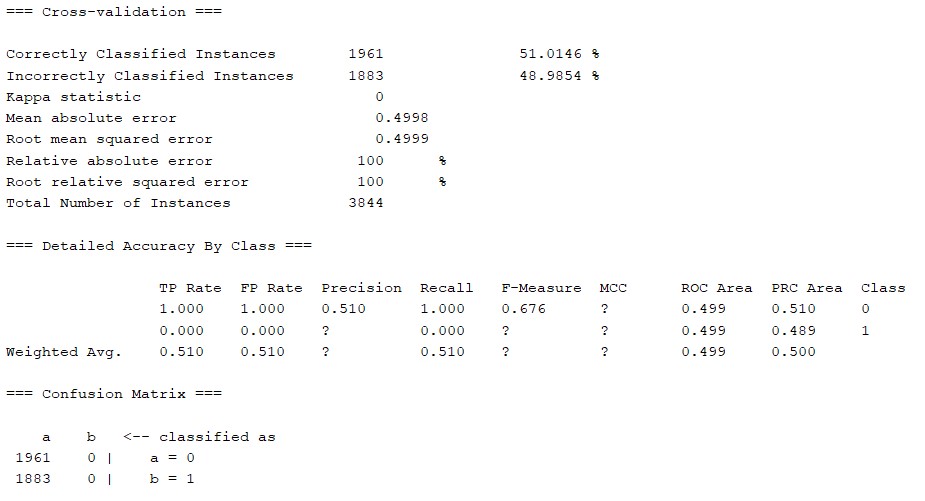 === Cross-validation ===
Correctly Classified Instances 1961 51.0146 %
Incorrectly Classified Instances 1883 48.9854 %
Kappa statistic 0
Mean absolute error 0.4998
Root mean squared error 0.4999
Relative absolute error 100 %
Root relative squared error 100 %
Total Number of Instances 3844
=== Detailed Accuracy By Class ===
TP Rate FP Rate Precision Recall F-Measure MCC ROC Area PRC Area Class
1.000 1.000 0.510 1.000 0.676 ? 0.499 0.510 0
0.000 0.000 ? 0.000 ? ? 0.499 0.489 1
Weighted Avg. 0.510 0.510 ? 0.510 ? ? 0.499 0.500
=== Confusion Matrix ===
a b <-- classified as
1961 0 | a = 0
1883 0 | b = 1